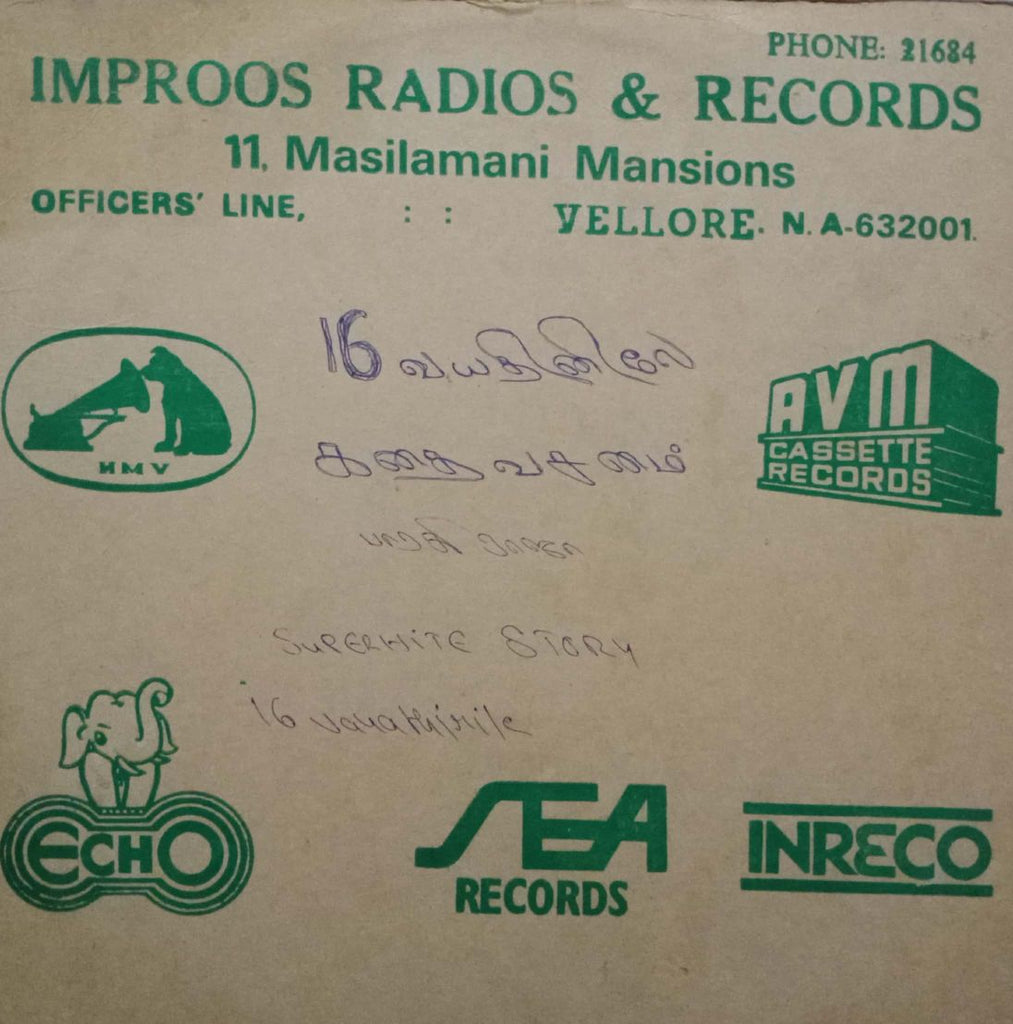 PHONE: 21684
IMPROOS RADIOS & RECORDS
11, Masilamani Mansions
OFFICERS' LINE, : : VELLORE. N. A-632001.
16 வயதினிலே
HMV
AVM
CASSETTE
RECORDS
கதை வசனம்
பாரதி ராஜா
SUPERHITE STORY
16 vayathinile
ECHO
SEA
RECORDS
INRECO